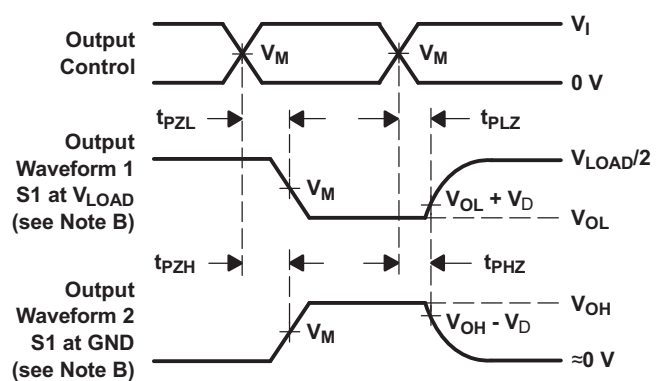 Output
Control
V_M
V_M
V_I
0 V
t_PZL
t_PLZ
Output
Waveform 1
S1 at V_LOAD
(see Note B)
V_M
V_LOAD/2
V_OL + V_D
V_OL
t_PZH
t_PHZ
Output
Waveform 2
S1 at GND
(see Note B)
V_M
V_OH
V_OH - V_D
≈0 V